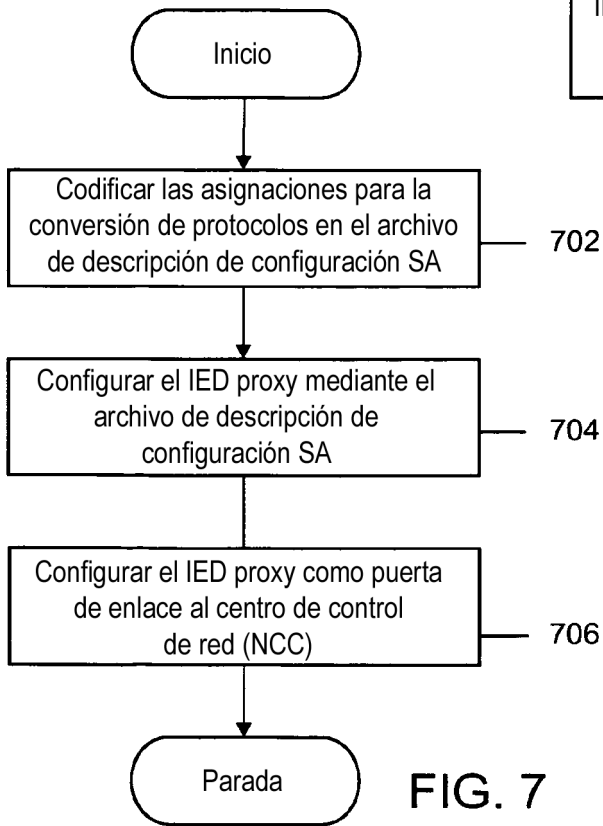 Inicio
Codificar las asignaciones para la
conversión de protocolos en el archivo
de descripción de configuración SA
702
Configurar el IED proxy mediante el
archivo de descripción de
configuración SA
704
Configurar el IED proxy como puerta
de enlace al centro de control
de red (NCC)
706
Parada
FIG. 7